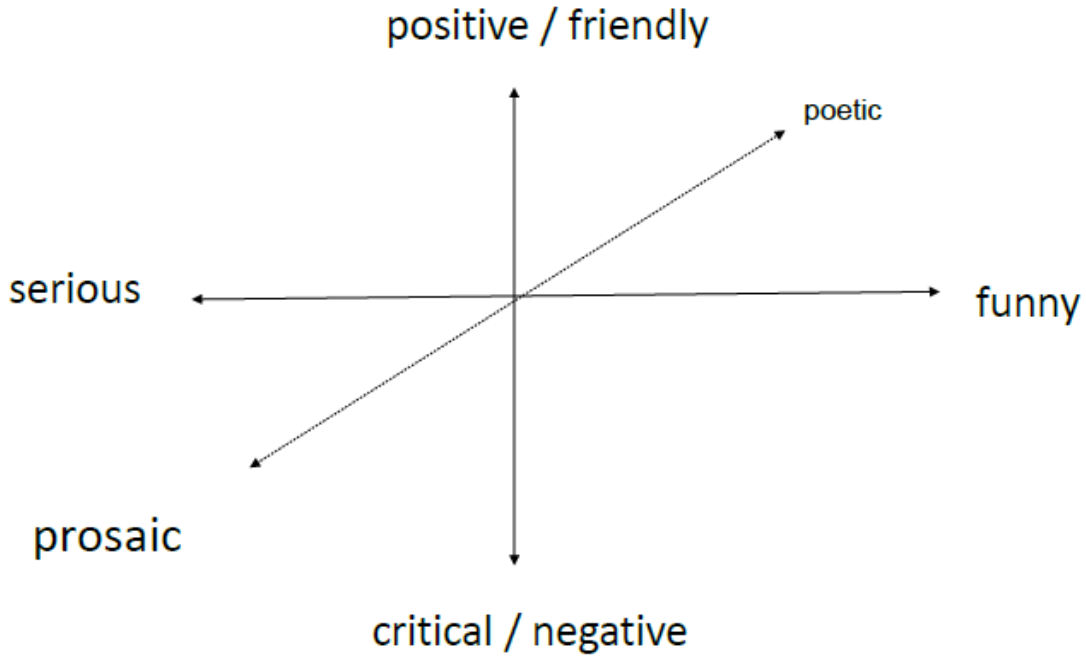 positive / friendly
poetic
serious
funny
prosaic
critical / negative